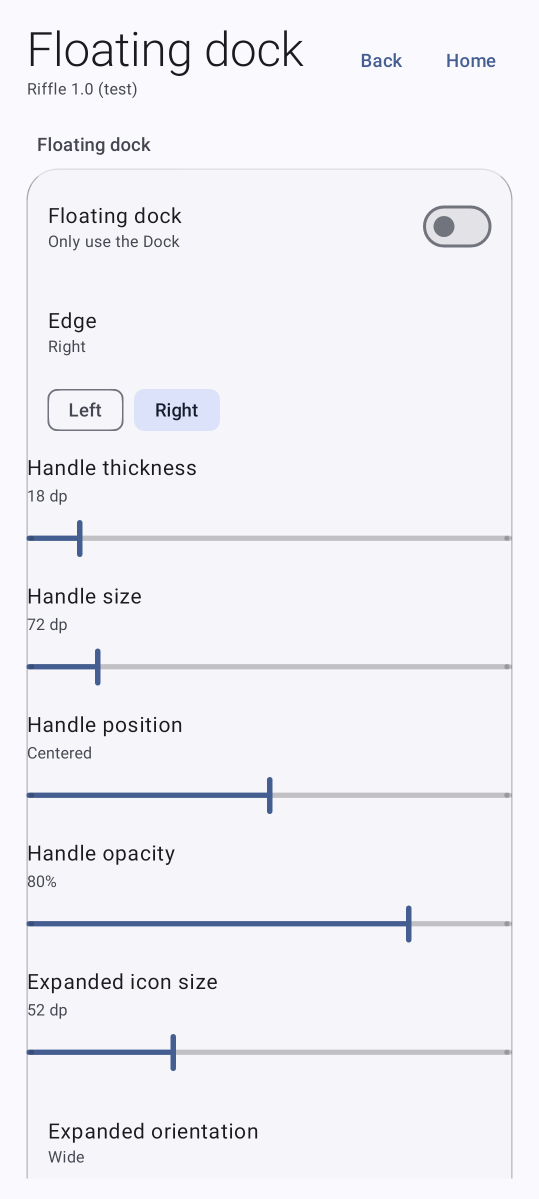 Floating dock
Back
Home
Riffle 1.0 (test)
Floating dock
Floating dock
Only use the Dock
Edge
Right
Left
Right
Handle thickness
18 dp
Handle size
72 dp
Handle position
Centered
Handle opacity
80%
Expanded icon size
52 dp
Expanded orientation
Wide